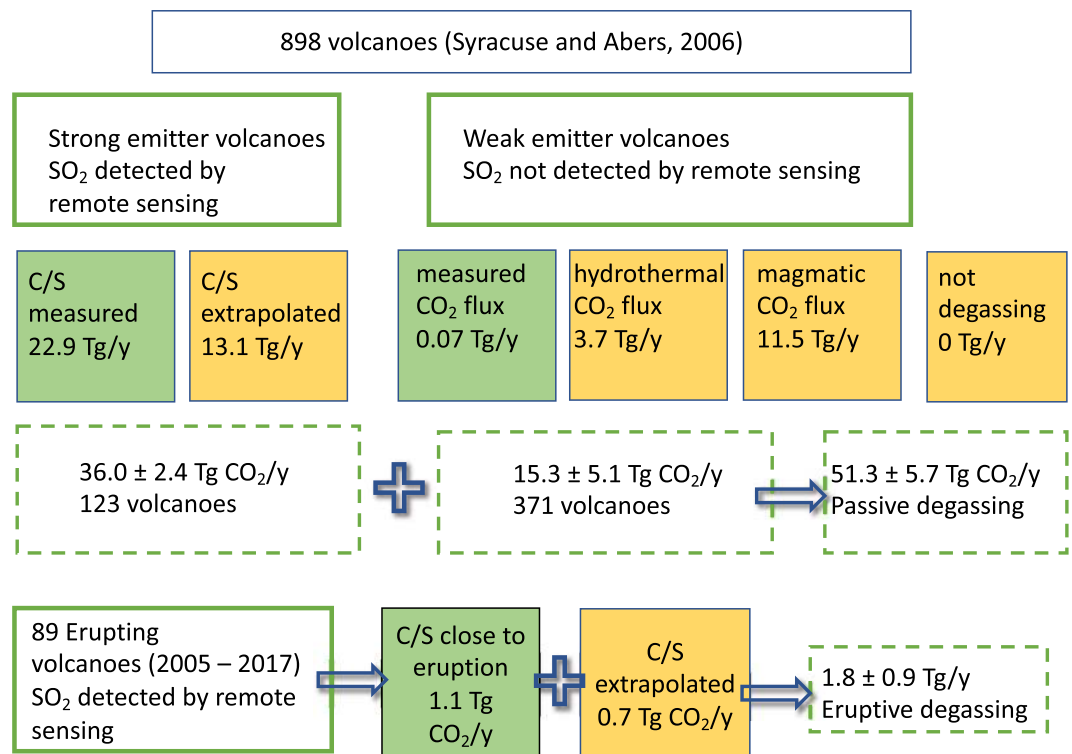 898 volcanoes (Syracuse and Abers, 2006)
Strong emitter volcanoes
SO₂ detected by
remote sensing
Weak emitter volcanoes
SO₂ not detected by remote sensing
C/S
measured
22.9 Tg/y
C/S
extrapolated
13.1 Tg/y
measured
CO₂ flux
0.07 Tg/y
hydrothermal
CO₂ flux
3.7 Tg/y
magmatic
CO₂ flux
11.5 Tg/y
not
degassing
0 Tg/y
36.0 ± 2.4 Tg CO₂/y
123 volcanoes
15.3 ± 5.1 Tg CO₂/y
371 volcanoes
51.3 ± 5.7 Tg CO₂/y
Passive degassing
89 Erupting
volcanoes (2005 – 2017)
SO₂ detected by remote
sensing
C/S close to
eruption
1.1 Tg
CO₂/y
C/S
extrapolated
0.7 Tg CO₂/y
1.8 ± 0.9 Tg/y
Eruptive degassing